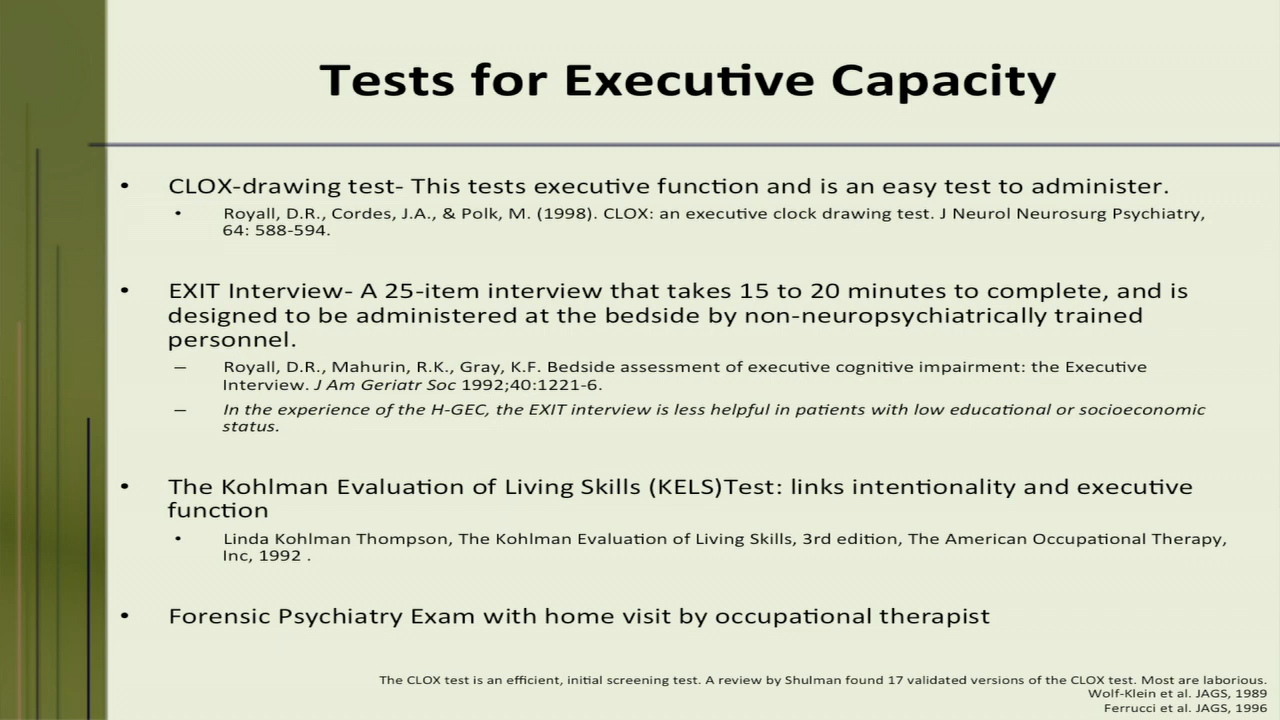 Tests for Executive Capacity
• CLOX-drawing test- This tests executive function and is an easy test to administer.
• Royall, D.R., Cordes, J.A., & Polk, M. (1998). CLOX: an executive clock drawing test. J Neurol Neurosurg Psychiatry,
64: 588-594.
• EXIT Interview- A 25-item interview that takes 15 to 20 minutes to complete, and is
designed to be administered at the bedside by non-neuropsychiatrically trained
personnel.
– Royall, D.R., Mahurin, R.K., Gray, K.F. Bedside assessment of executive cognitive impairment: the Executive
Interview. J Am Geriatr Soc 1992;40:1221-6.
– In the experience of the H-GEC, the EXIT interview is less helpful in patients with low educational or socioeconomic
status.
• The Kohlman Evaluation of Living Skills (KELS)Test: links intentionality and executive
function
• Linda Kohlman Thompson, The Kohlman Evaluation of Living Skills, 3rd edition, The American Occupational Therapy,
Inc, 1992 .
• Forensic Psychiatry Exam with home visit by occupational therapist
The CLOX test is an efficient, initial screening test. A review by Shulman found 17 validated versions of the CLOX test. Most are laborious.
Wolf-Klein et al. JAGS, 1989
Ferrucci et al. JAGS, 1996